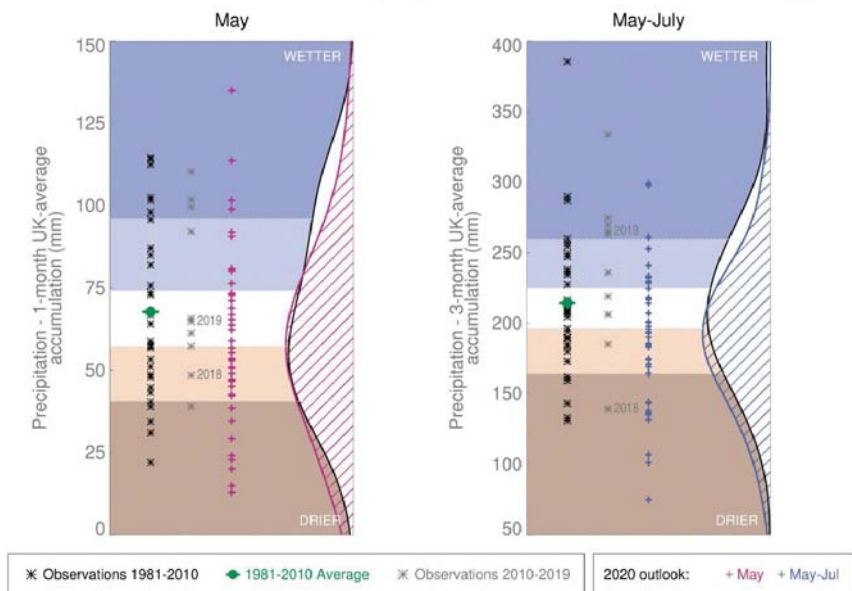 May
Precipitation - 1-month UK-average
accumulation (mm)
150
125
100
75
50
25
0
WETTER
2019
2018
DRIER
May-July
Precipitation - 3-month UK-average
accumulation (mm)
400
350
300
250
200
150
100
50
WETTER
2019
2018
DRIER
Observations 1981-2010
1981-2010 Average
Observations 2010-2019
2020 outlook:
+ May
+ May-Jul